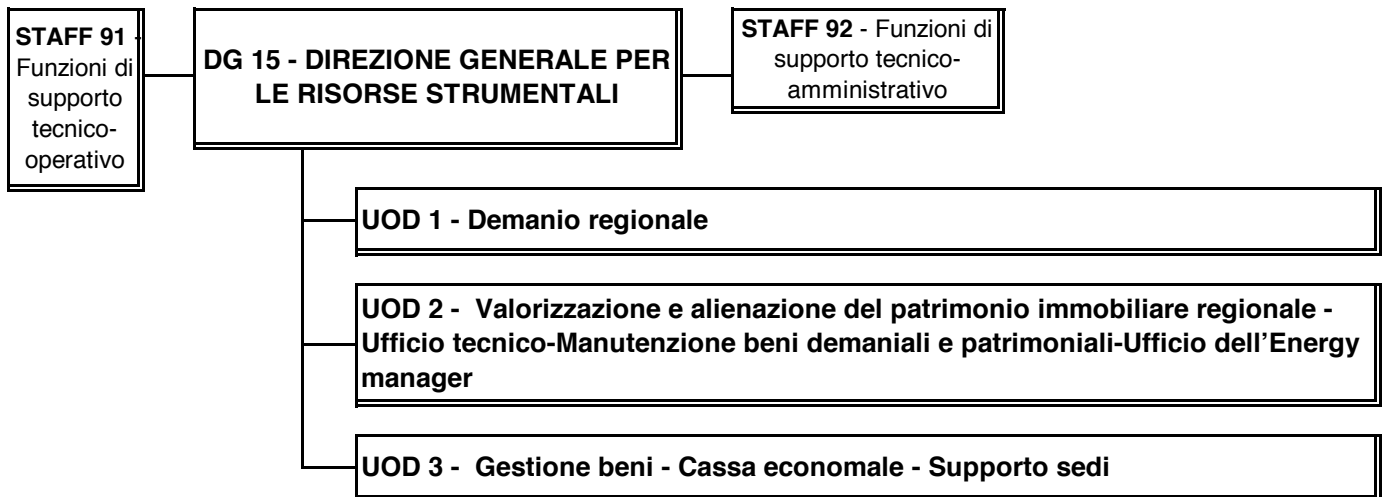 STAFF 91 -
Funzioni di
supporto
tecnico-
operativo
DG 15 - DIREZIONE GENERALE PER
LE RISORSE STRUMENTALI
STAFF 92 - Funzioni di
supporto tecnico-
amministrativo
UOD 1 - Demanio regionale
UOD 2 -  Valorizzazione e alienazione del patrimonio immobiliare regionale -
Ufficio tecnico-Manutenzione beni demaniali e patrimoniali-Ufficio dell’Energy
manager
UOD 3 -  Gestione beni - Cassa economale - Supporto sedi